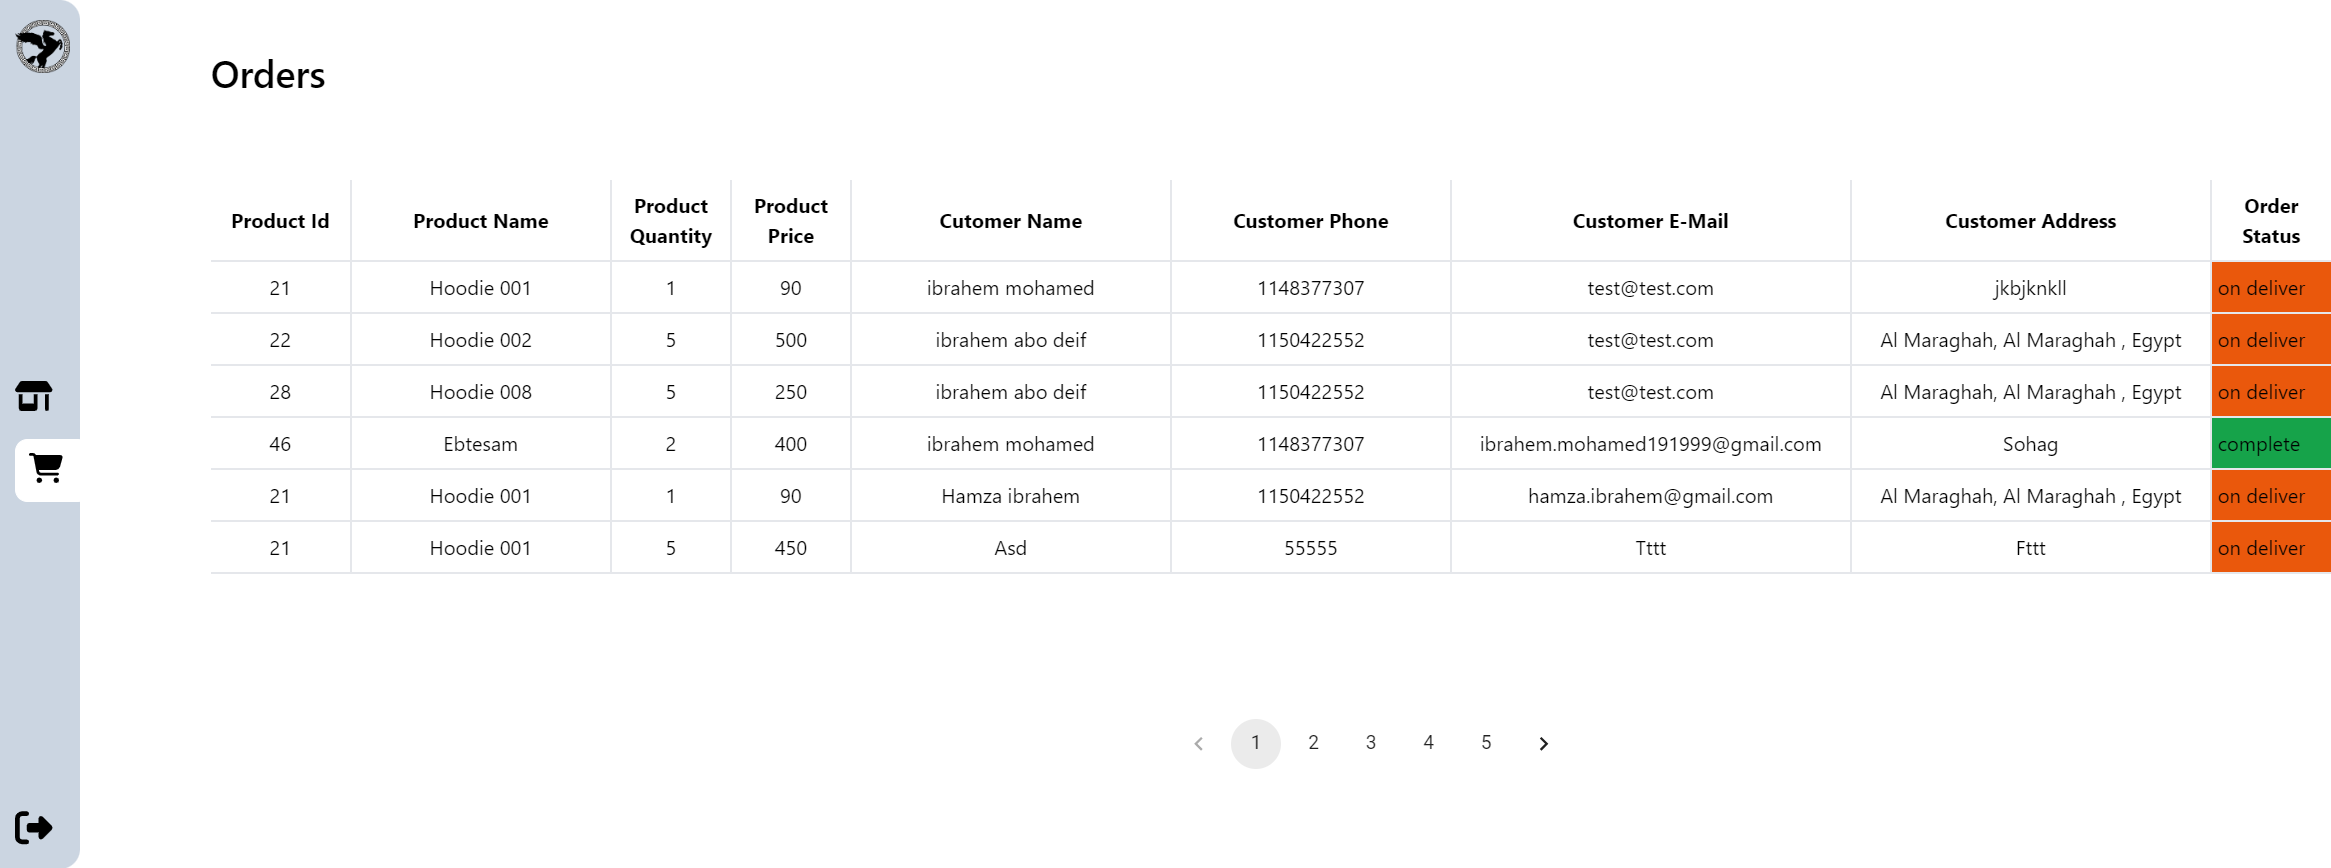 Orders
Product Id Product Name Product Quantity Product Price Cutomer Name Customer Phone Customer E-Mail Customer Address Order Status
21 Hoodie 001 1 90 ibrahem mohamed 1148377307 test@test.com jkbjknkll on deliver
22 Hoodie 002 5 500 ibrahem abo deif 1150422552 test@test.com Al Maraghah, Al Maraghah , Egypt on deliver
28 Hoodie 008 5 250 ibrahem abo deif 1150422552 test@test.com Al Maraghah, Al Maraghah , Egypt on deliver
46 Ebtesam 2 400 ibrahem mohamed 1148377307 ibrahem.mohamed191999@gmail.com Sohag complete
21 Hoodie 001 1 90 Hamza ibrahem 1150422552 hamza.ibrahem@gmail.com Al Maraghah, Al Maraghah , Egypt on deliver
21 Hoodie 001 5 450 Asd 55555 Tttt Fttt on deliver
1 2 3 4 5